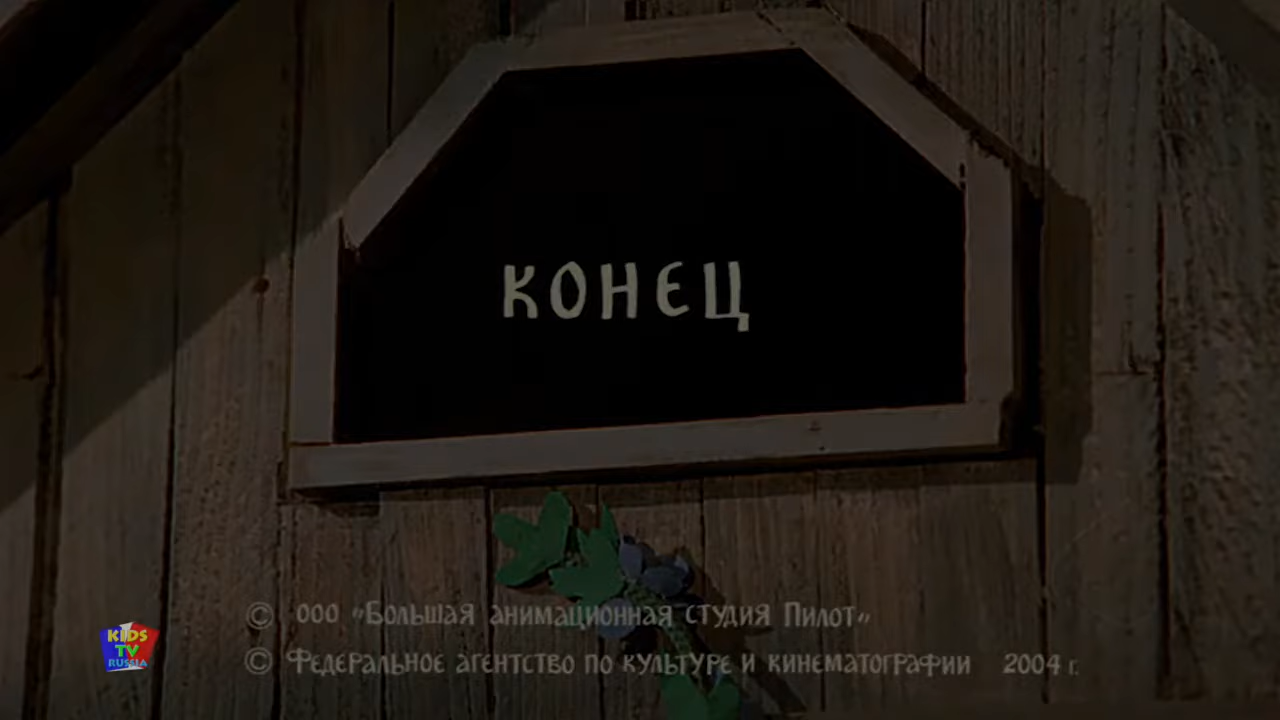 КОНЕЦ
© ООО «Большая анимационная студия Пилот»
© Федеральное агентство по культуре и кинематографии 2004 г.
KIDS
TV
RUSSIA